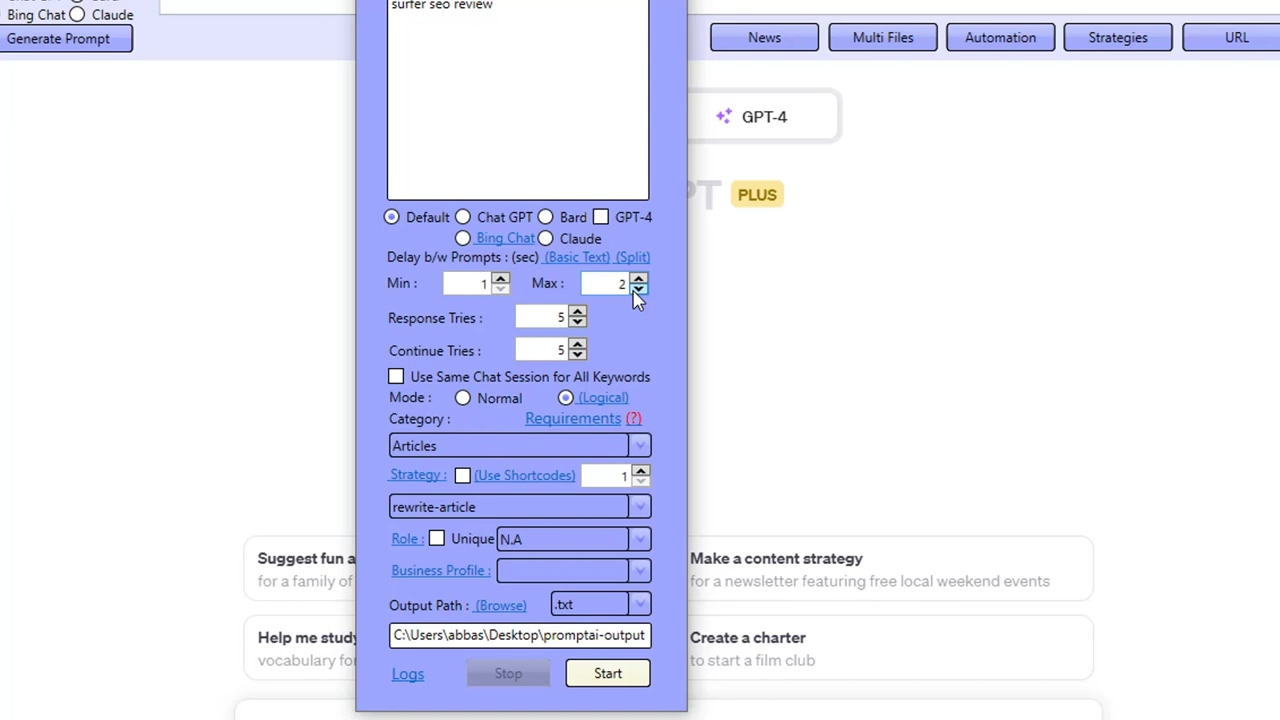 Bing Chat Claude
Generate Prompt
surfer seo review
News Multi Files Automation Strategies URL
GPT-4
PT PLUS
Default Chat GPT Bard GPT-4
Bing Chat Claude
Delay b/w Prompts : (sec) (Basic Text) (Split)
Min : 1 Max : 2
Response Tries : 5
Continue Tries : 5
Use Same Chat Session for All Keywords
Mode : Normal (Logical)
Category : Requirements (?)
Articles
Strategy : (Use Shortcodes) 1
rewrite-article
Role : Unique N.A
Business Profile :
Output Path : (Browse) .txt
C:\Users\abbas\Desktop\promptai-output
Logs Stop Start
Suggest fun a
for a family of
Make a content strategy
for a newsletter featuring free local weekend events
Help me study
vocabulary for
Create a charter
to start a film club